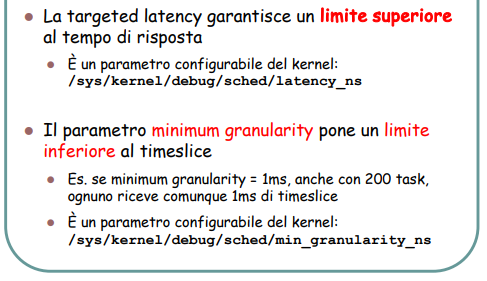 La targeted latency garantisce un limite superiore
al tempo di risposta
È un parametro configurabile del kernel:
/sys/kernel/debug/sched/latency_ns
Il parametro minimum granularity pone un limite
inferiore al timeslice
Es. se minimum granularity = 1ms, anche con 200 task,
ognuno riceve comunque 1ms di timeslice
È un parametro configurabile del kernel:
/sys/kernel/debug/sched/min_granularity_ns